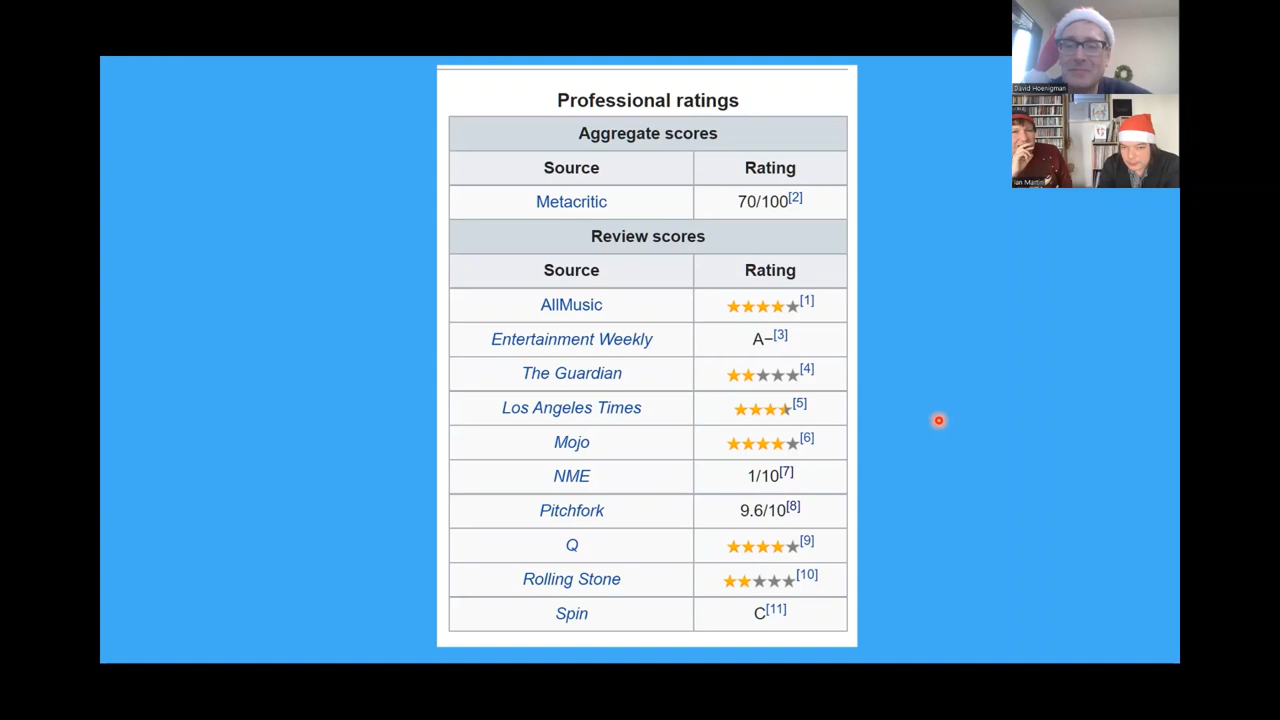 David Hoenigman
Ian Martin
Professional ratings
Aggregate scores
Source Rating
Metacritic 70/100[2]
Review scores
Source Rating
AllMusic ★★★★★[1]
Entertainment Weekly A−[3]
The Guardian ★★★★★[4]
Los Angeles Times ★★★★[5]
Mojo ★★★★★[6]
NME 1/10[7]
Pitchfork 9.6/10[8]
Q ★★★★★[9]
Rolling Stone ★★★★★[10]
Spin C[11]